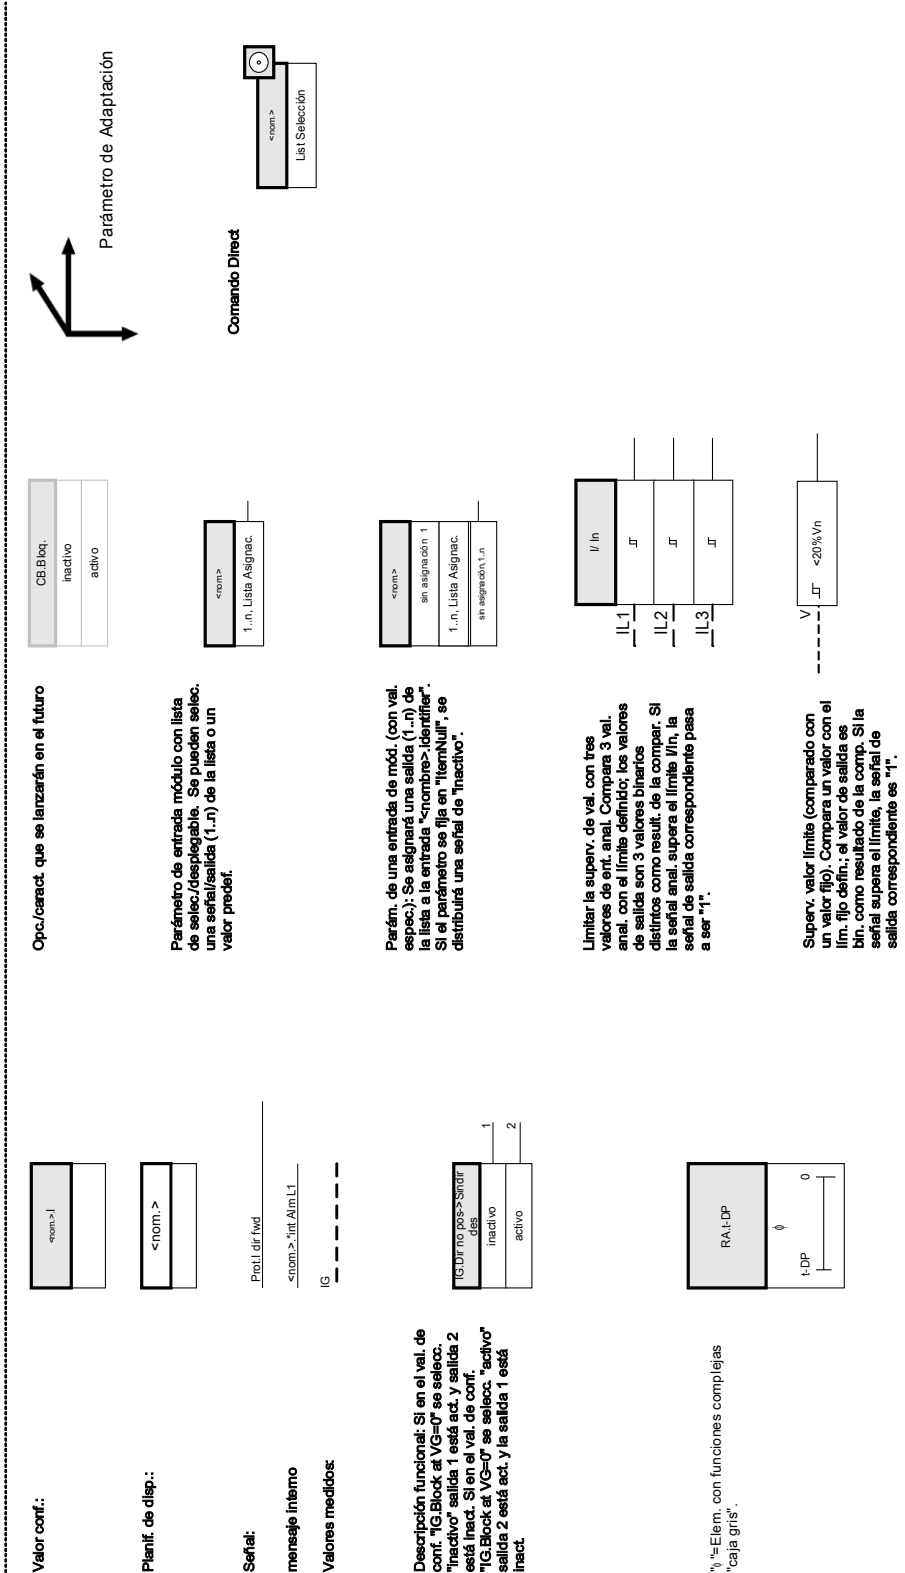 Valor conf.:
<nom>.I
Planif. de disp.:
<nom.>
Señal:
Prot.I dir fwd
mensaje interno
<nom>.*int Alm L1
Valores medidos:
IG
Descripción funcional: Si en el val. de
conf. "IG.Block at VG=0" se selecc.
"inactivo" salida 1 está act. y salida 2
está inact. Si en el val. de conf.
"IG.Block at VG=0" se selecc. "activo"
salida 2 está act. y la salida 1 está
inact.
IG.Dir no pos->Sindir
des
inactivo
activo
1
2
"ϕ"=Elem. con funciones complejas
"caja gris".
RA.t-DP
ϕ
t-DP
0
Opc./caract. que se lanzarán en el futuro
CB.Bloq.
inactivo
activo
Parámetro de entrada módulo con lista
de selec./desplegable. Se pueden selec.
una señal/salida (1..n) de la lista o un
valor predef.
<nom>
1..n, Lista Asignac.
Parám. de una entrada de mód. (con val.
espec.): Se asignará una salida (1..n) de
la lista a la entrada "<nombre>.identifier".
Si el parámetro se fija en "ItemNull", se
distribuirá una señal de "inactivo".
<nom>
sin asignación 1
1..n, Lista Asignac.
sin asignación,1..n
Limitar la superv. de val. con tres
valores de ent. anal. Compara 3 val.
anal. con el límite definido; los valores
de salida son 3 valores binarios
distintos como result. de la compar. Si
la señal anal. supera el límite I/In, la
señal de salida correspondiente pasa
a ser "1".
I/ In
IL1
IL2
IL3
Superv. valor límite (comparado con
un valor fijo). Compara un valor con el
lím. fijo defin.; el valor de salida es
bin. como resultado de la comp. Si la
señal supera el límite, la señal de
salida correspondiente es "1".
V
<20%Vn
Parámetro de Adaptación
Comando Direct
<nom.>
List Selección